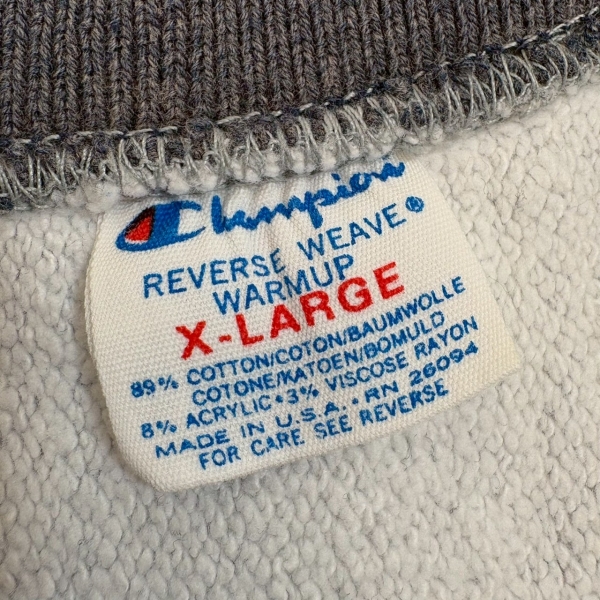 Champion
REVERSE WEAVE®
WARMUP
X-LARGE
89% COTTON/COTON/BAUMWOLLE
COTONE/KATOEN/BOMULD
8% ACRYLIC•3% VISCOSE RAYON
MADE IN U.S.A.•RN 26094
FOR CARE SEE REVERSE